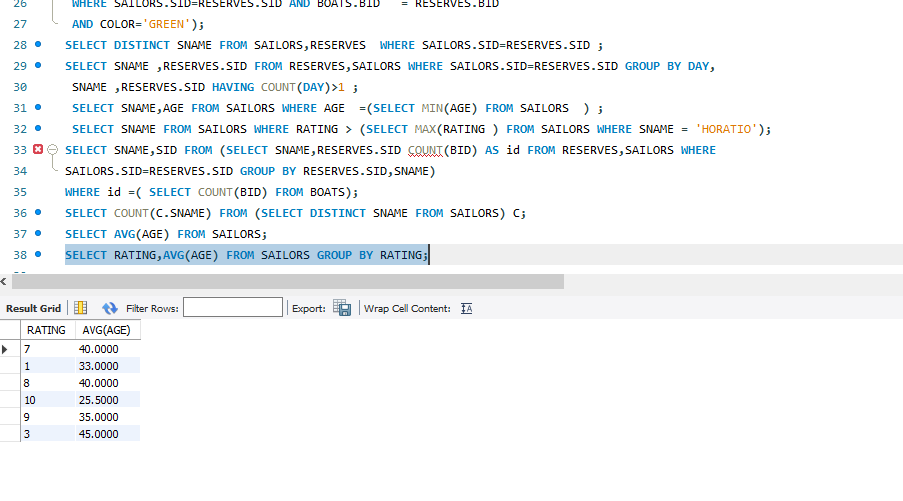 26 WHERE SAILORS.SID=RESERVES.SID AND BOATS.BID = RESERVES.BID
27 AND COLOR='GREEN');
28 SELECT DISTINCT SNAME FROM SAILORS,RESERVES WHERE SAILORS.SID=RESERVES.SID ;
29 SELECT SNAME ,RESERVES.SID FROM RESERVES,SAILORS WHERE SAILORS.SID=RESERVES.SID GROUP BY DAY,
30 SNAME ,RESERVES.SID HAVING COUNT(DAY)>1 ;
31 SELECT SNAME,AGE FROM SAILORS WHERE AGE =(SELECT MIN(AGE) FROM SAILORS ) ;
32 SELECT SNAME FROM SAILORS WHERE RATING > (SELECT MAX(RATING ) FROM SAILORS WHERE SNAME = 'HORATIO');
33 SELECT SNAME,SID FROM (SELECT SNAME,RESERVES.SID COUNT(BID) AS id FROM RESERVES,SAILORS WHERE
34 SAILORS.SID=RESERVES.SID GROUP BY RESERVES.SID,SNAME)
35 WHERE id =( SELECT COUNT(BID) FROM BOATS);
36 SELECT COUNT(C.SNAME) FROM (SELECT DISTINCT SNAME FROM SAILORS) C;
37 SELECT AVG(AGE) FROM SAILORS;
38 SELECT RATING,AVG(AGE) FROM SAILORS GROUP BY RATING;
Result Grid Filter Rows: Export: Wrap Cell Content:
RATING AVG(AGE)
7 40.0000
1 33.0000
8 40.0000
10 25.5000
9 35.0000
3 45.0000